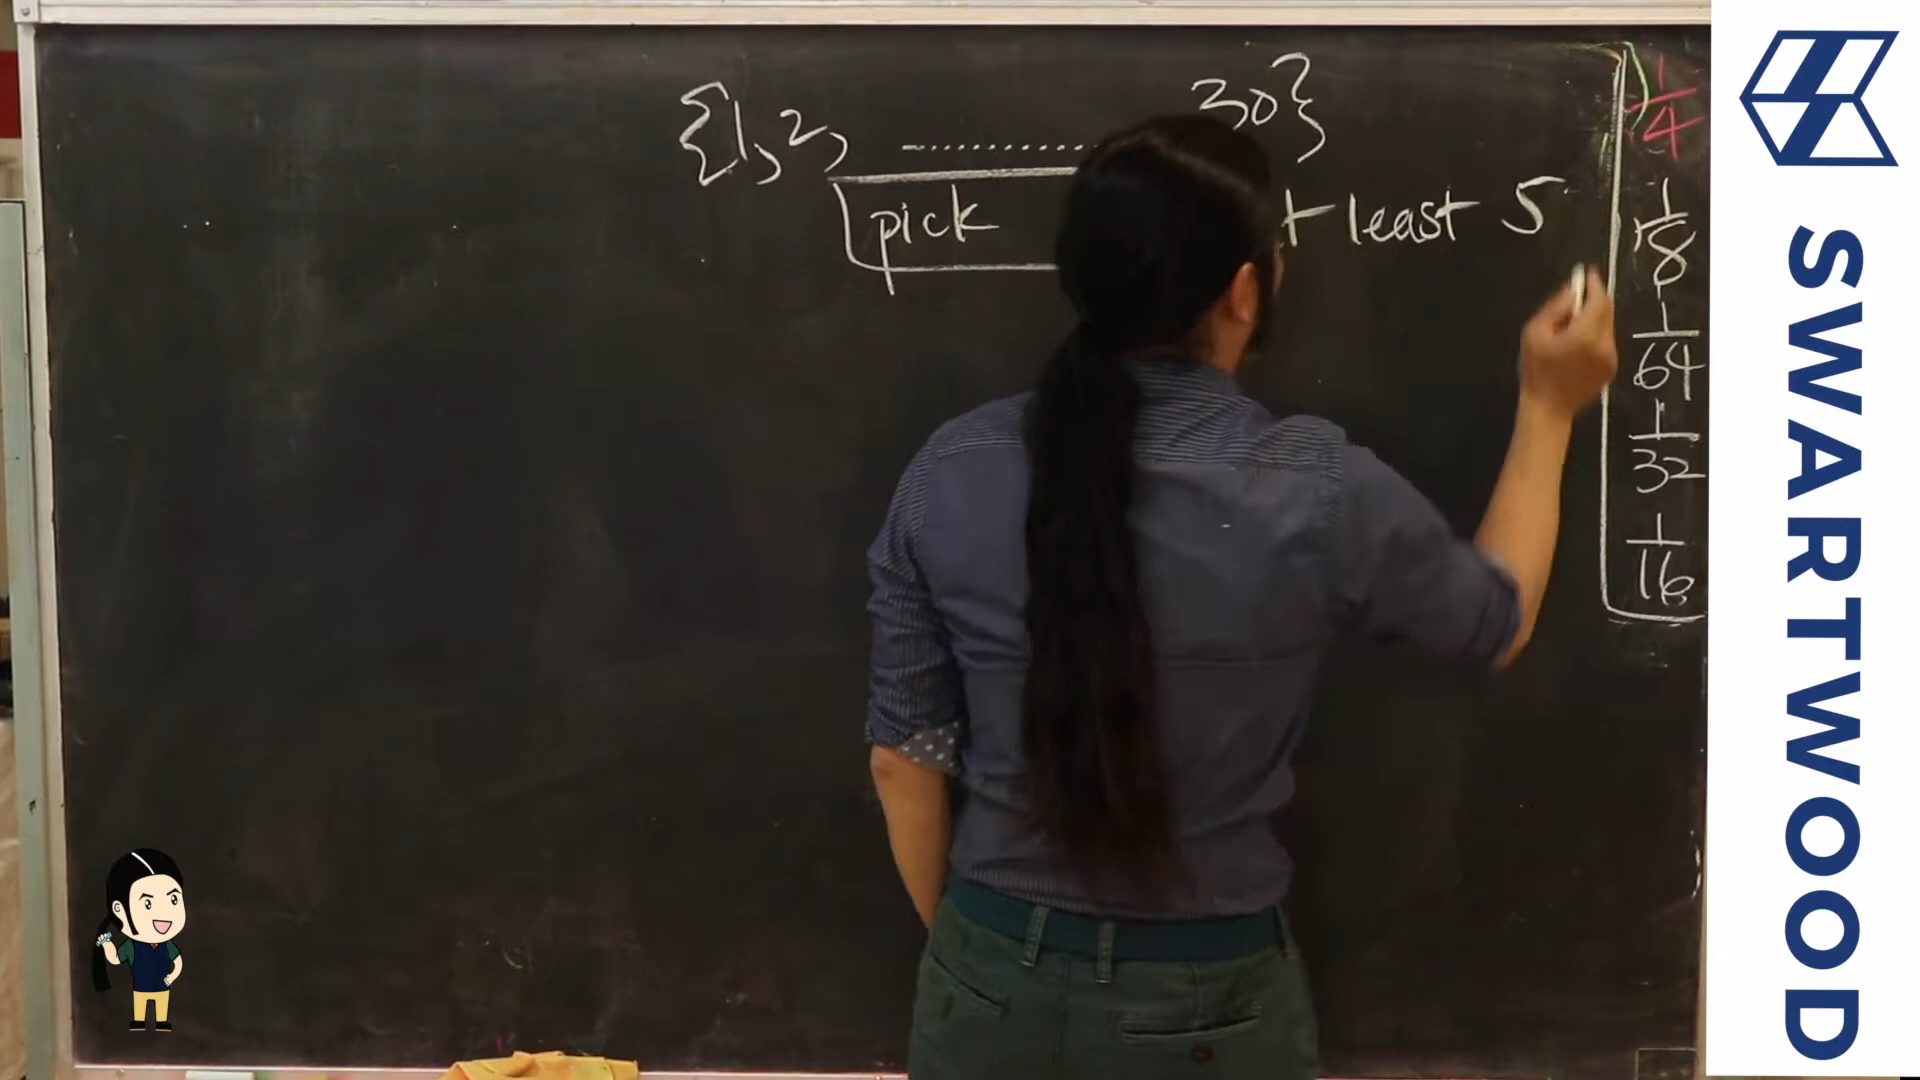 {1, 2, ............ 30}
pick t least 5
1/4
1/8
1/64
1/32
1/16
SWARTWOOD